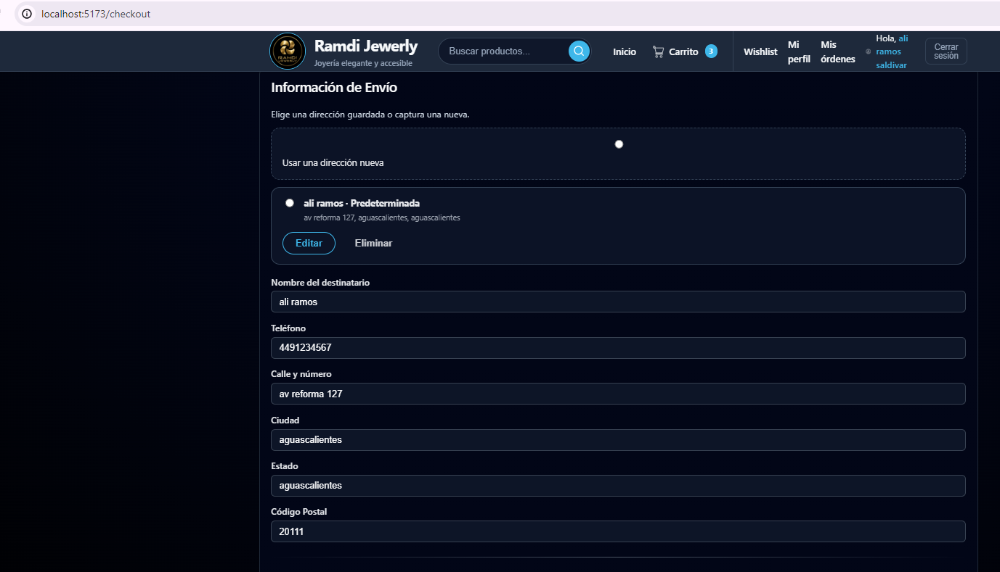 localhost:5173/checkout
RAMDI
JEWERLY
Ramdi Jewerly
Joyería elegante y accesible
Buscar productos...
Inicio
Carrito 3
Wishlist
Mi
perfil
Mis
órdenes
Hola, ali
ramos
saldivar
Cerrar
sesión
Información de Envío
Elige una dirección guardada o captura una nueva.
Usar una dirección nueva
ali ramos · Predeterminada
av reforma 127, aguascalientes, aguascalientes
Editar
Eliminar
Nombre del destinatario
ali ramos
Teléfono
4491234567
Calle y número
av reforma 127
Ciudad
aguascalientes
Estado
aguascalientes
Código Postal
20111